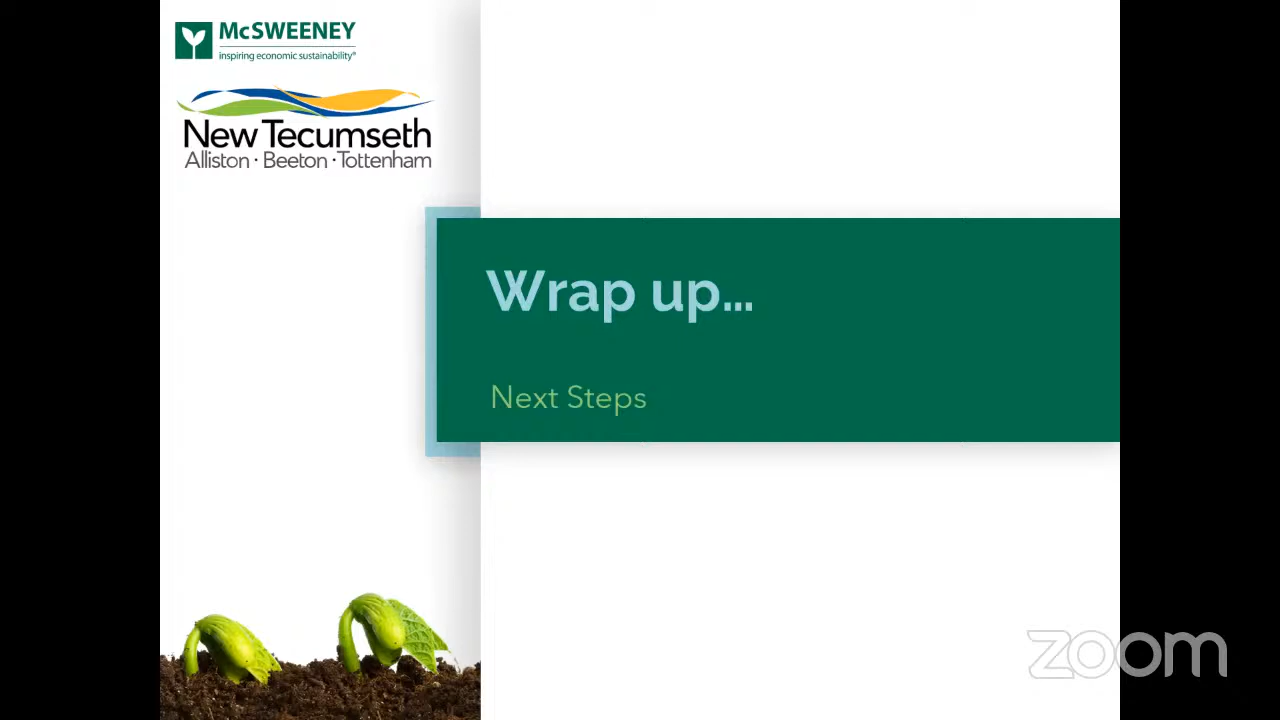 McSWEENEY
inspiring economic sustainability®
New Tecumseth
Alliston · Beeton · Tottenham
Wrap up...
Next Steps
zoom